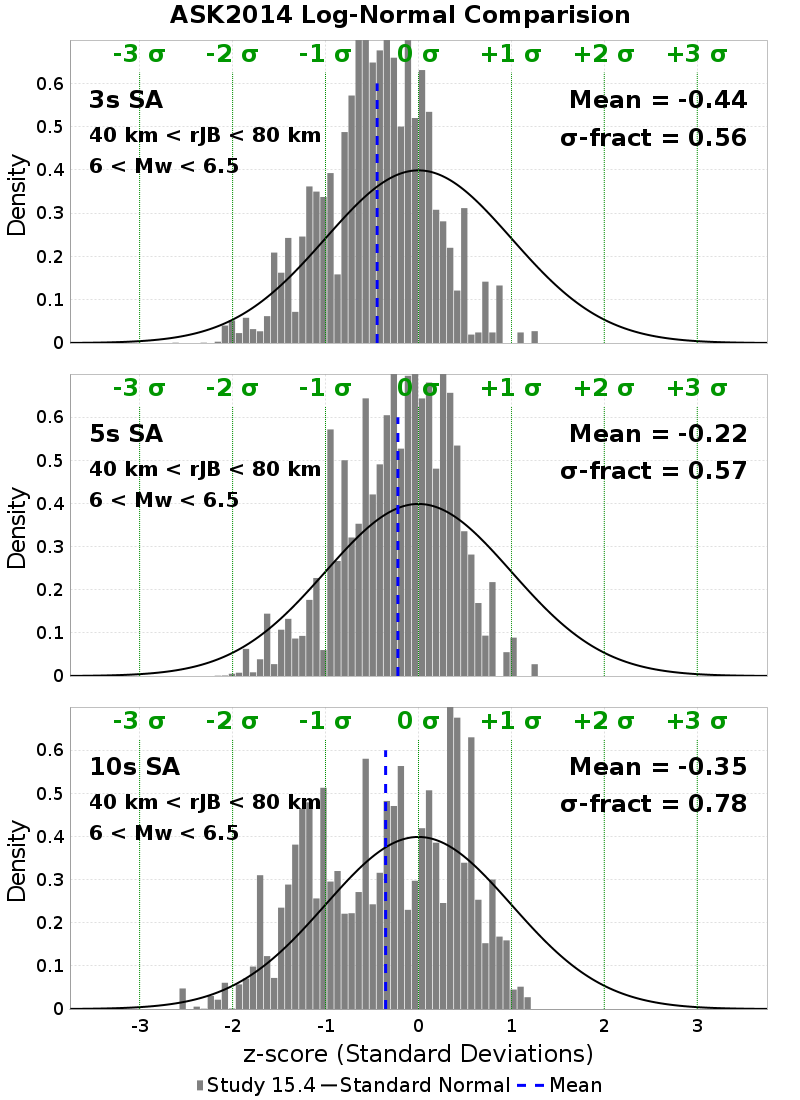 ASK2014 Log-Normal Comparision
-3 σ -2 σ -1 σ 0 σ +1 σ +2 σ +3 σ
3s SA
40 km < rJB < 80 km
6 < Mw < 6.5
Mean = -0.44
σ-fract = 0.56
Density
0.6
0.5
0.4
0.3
0.2
0.1
0
-3 σ -2 σ -1 σ 0 σ +1 σ +2 σ +3 σ
5s SA
40 km < rJB < 80 km
6 < Mw < 6.5
Mean = -0.22
σ-fract = 0.57
Density
0.6
0.5
0.4
0.3
0.2
0.1
0
-3 σ -2 σ -1 σ 0 σ +1 σ +2 σ +3 σ
10s SA
40 km < rJB < 80 km
6 < Mw < 6.5
Mean = -0.35
σ-fract = 0.78
Density
0.6
0.5
0.4
0.3
0.2
0.1
0
-3 -2 -1 0 1 2 3
z-score (Standard Deviations)
Study 15.4 Standard Normal Mean